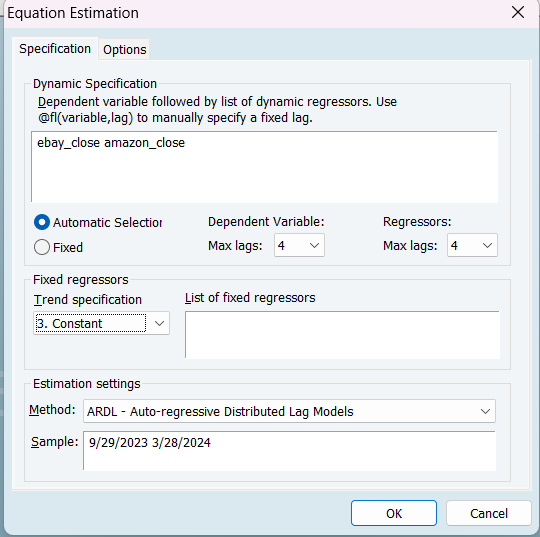 Equation Estimation
Specification Options
Dynamic Specification
Dependent variable followed by list of dynamic regressors. Use
@fl(variable,lag) to manually specify a fixed lag.
ebay_close amazon_close
Automatic Selection Dependent Variable: Regressors:
Fixed Max lags: 4 Max lags: 4
Fixed regressors
Trend specification List of fixed regressors
3. Constant
Estimation settings
Method: ARDL - Auto-regressive Distributed Lag Models
Sample: 9/29/2023 3/28/2024
OK Cancel